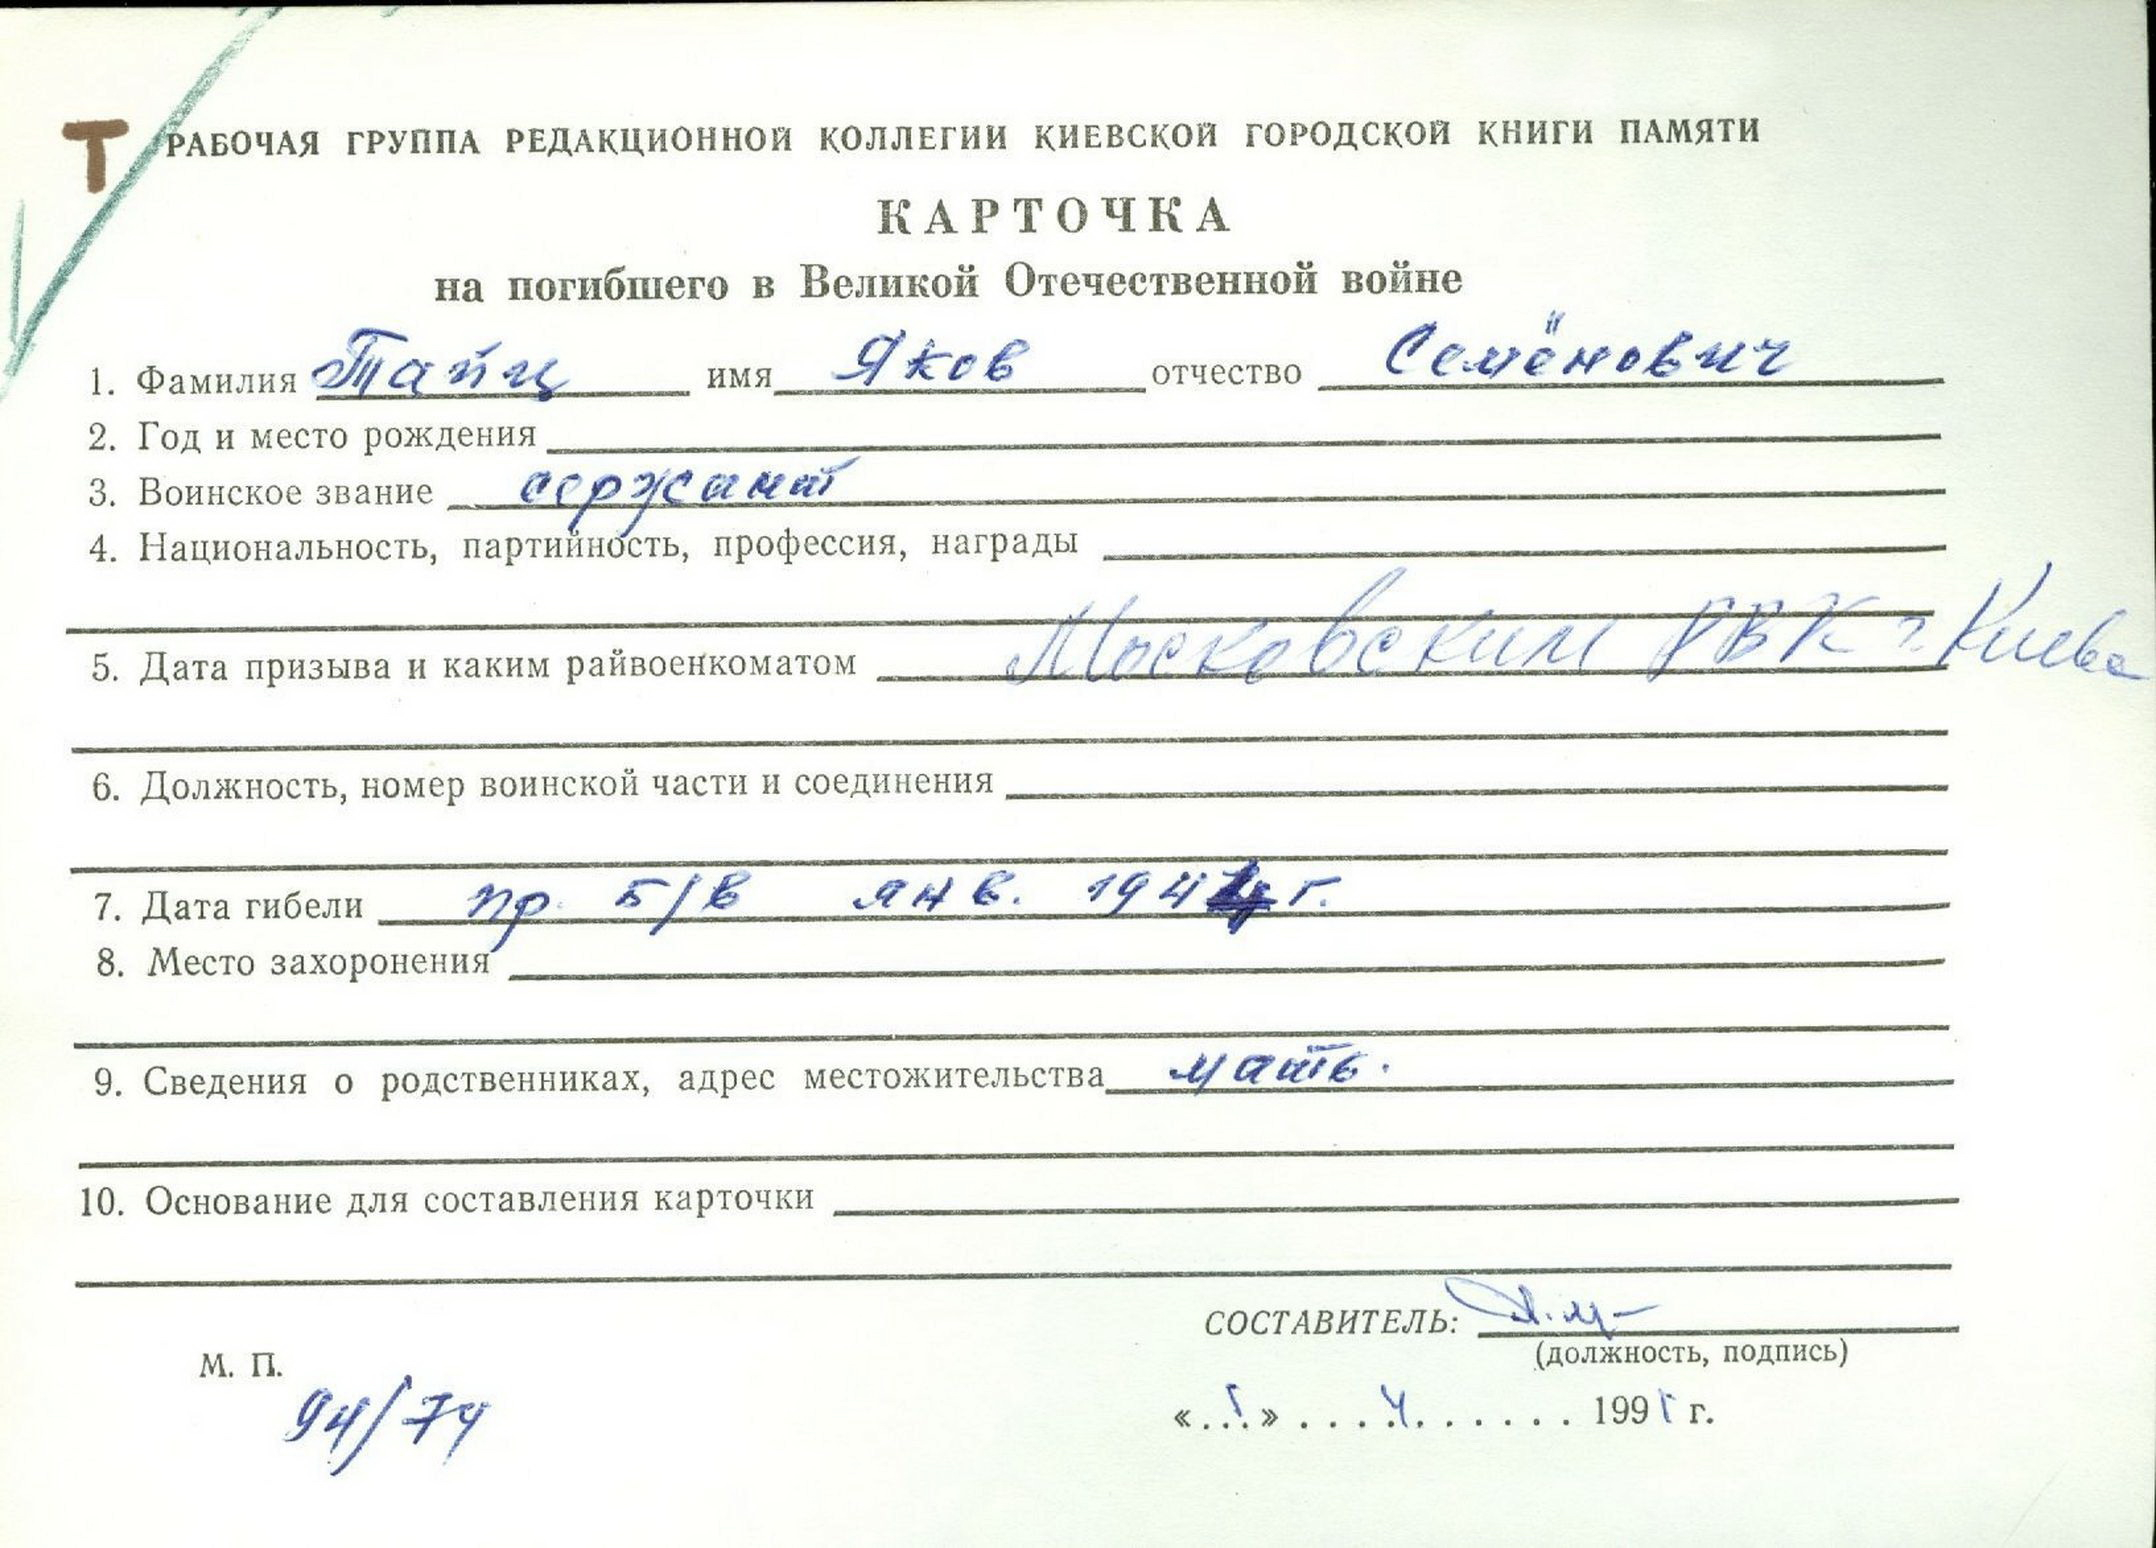 Т РАБОЧАЯ ГРУППА РЕДАКЦИОННОЙ КОЛЛЕГИИ КИЕВСКОЙ ГОРОДСКОЙ КНИГИ ПАМЯТИ
КАРТОЧКА
на погибшего в Великой Отечественной войне
1. Фамилия Тайц имя Яков отчество Семёнович
2. Год и место рождения
3. Воинское звание сержант
4. Национальность, партийность, профессия, награды
5. Дата призыва и каким райвоенкоматом Московским РВК г. Киева
6. Должность, номер воинской части и соединения
7. Дата гибели пр. б/в янв. 1944 г.
8. Место захоронения
9. Сведения о родственниках, адрес местожительства мать.
10. Основание для составления карточки
СОСТАВИТЕЛЬ:
(должность, подпись)
М. П.
94/74
«...» . . . . 4 . . . . . . 199 г.